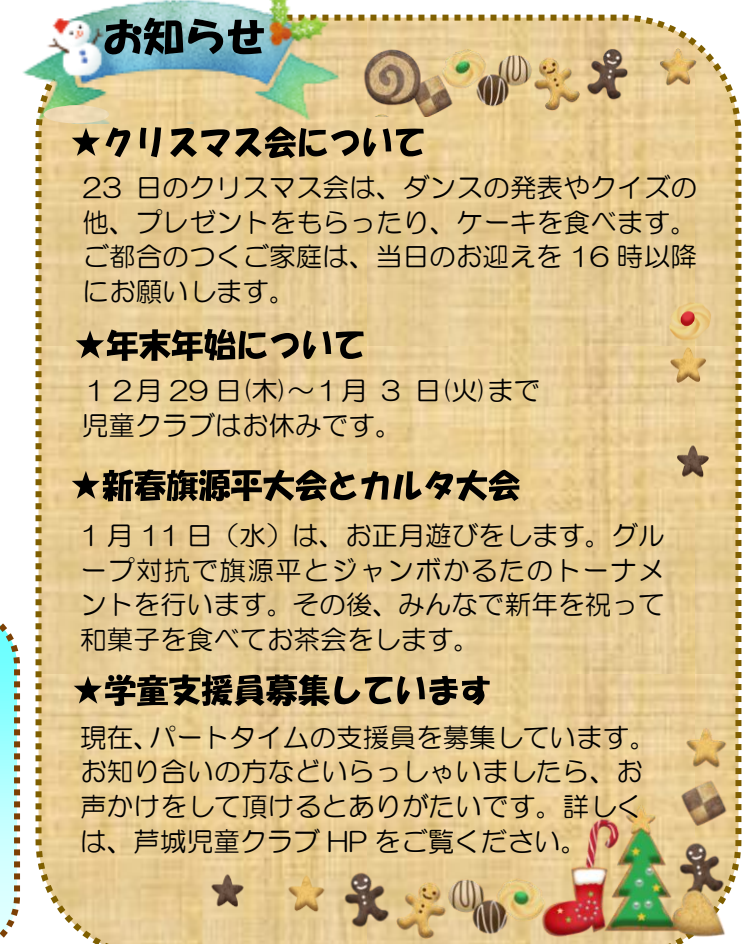 お知らせ
★クリスマス会について
23 日のクリスマス会は、ダンスの発表やクイズの
他、プレゼントをもらったり、ケーキを食べます。
ご都合のつくご家庭は、当日のお迎えを 16 時以降
にお願いします。
★年末年始について
１２月 29 日(木)～１月 ３ 日(火)まで
児童クラブはお休みです。
★新春旗源平大会とカルタ大会
1 月 11 日（水）は、お正月遊びをします。グル
ープ対抗で旗源平とジャンボかるたのトーナメ
ントを行います。その後、みんなで新年を祝って
和菓子を食べてお茶会をします。
★学童支援員募集しています
現在、パートタイムの支援員を募集しています。
お知り合いの方などいらっしゃいましたら、お
声かけをして頂けるとありがたいです。詳しく
は、芦城児童クラブ HP をご覧ください。